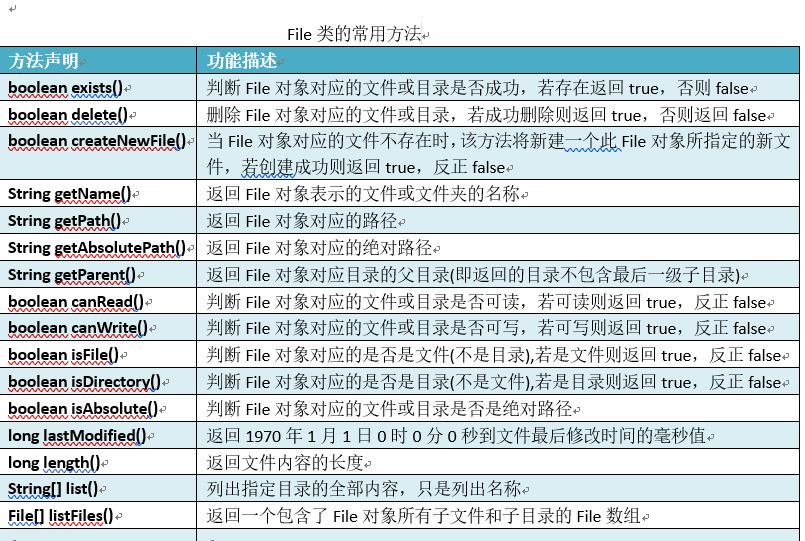 File 类的常用方法
方法声明 功能描述
boolean exists() 判断 File 对象对应的文件或目录是否成功，若存在返回 true，否则 false
boolean delete() 删除 File 对象对应的文件或目录，若成功删除则返回 true，否则返回 false
boolean createNewFile() 当 File 对象对应的文件不存在时，该方法将新建一个此 File 对象所指定的新文
件，若创建成功则返回 true，反正 false
String getName() 返回 File 对象表示的文件或文件夹的名称
String getPath() 返回 File 对象对应的路径
String getAbsolutePath() 返回 File 对象对应的绝对路径
String getParent() 返回 File 对象对应目录的父目录(即返回的目录不包含最后一级子目录)
boolean canRead() 判断 File 对象对应的文件或目录是否可读，若可读则返回 true，反正 false
boolean canWrite() 判断 File 对象对应的文件或目录是否可写，若可写则返回 true，反正 false
boolean isFile() 判断 File 对象对应的是否是文件(不是目录),若是文件则返回 true，反正 false
boolean isDirectory() 判断 File 对象对应的是否是目录(不是文件),若是目录则返回 true，反正 false
boolean isAbsolute() 判断 File 对象对应的文件或目录是否是绝对路径
long lastModified() 返回 1970 年 1 月 1 日 0 时 0 分 0 秒到文件最后修改时间的毫秒值
long length() 返回文件内容的长度
String[] list() 列出指定目录的全部内容，只是列出名称
File[] listFiles() 返回一个包含了 File 对象所有子文件和子目录的 File 数组